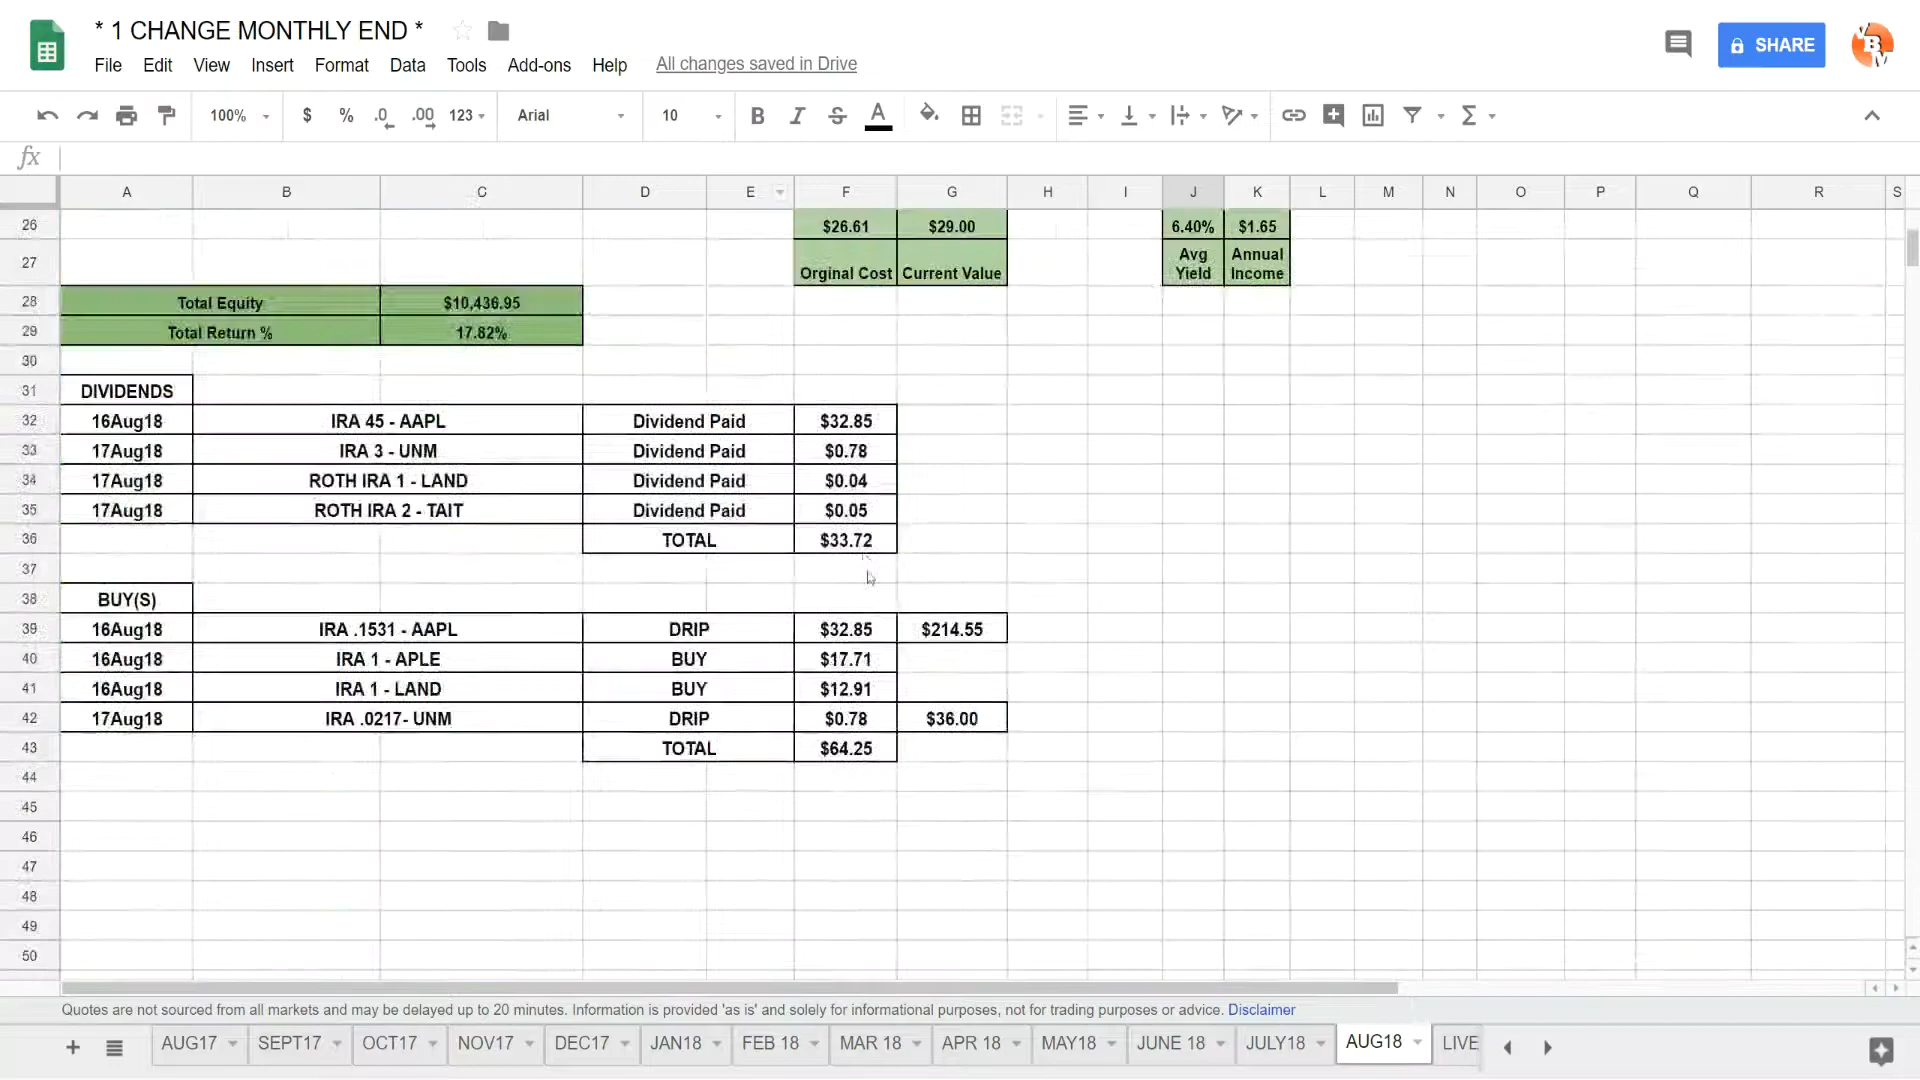 * 1 CHANGE MONTHLY END *
File Edit View Insert Format Data Tools Add-ons Help All changes saved in Drive
SHARE
100% $ % .0 .00 123 Arial 10 B I S A Σ
fx
A B C D E F G H I J K L M N O P Q R S
26 $26.61 $29.00 6.40% $1.65
27 Orginal Cost Current Value Avg Yield Annual Income
28 Total Equity $10,436.95
29 Total Return % 17.82%
30
31 DIVIDENDS
32 16Aug18 IRA 45 - AAPL Dividend Paid $32.85
33 17Aug18 IRA 3 - UNM Dividend Paid $0.78
34 17Aug18 ROTH IRA 1 - LAND Dividend Paid $0.04
35 17Aug18 ROTH IRA 2 - TAIT Dividend Paid $0.05
36 TOTAL $33.72
37
38 BUY(S)
39 16Aug18 IRA .1531 - AAPL DRIP $32.85 $214.55
40 16Aug18 IRA 1 - APLE BUY $17.71
41 16Aug18 IRA 1 - LAND BUY $12.91
42 17Aug18 IRA .0217- UNM DRIP $0.78 $36.00
43 TOTAL $64.25
44
45
46
47
48
49
50
Quotes are not sourced from all markets and may be delayed up to 20 minutes. Information is provided 'as is' and solely for informational purposes, not for trading purposes or advice. Disclaimer
AUG17 SEPT17 OCT17 NOV17 DEC17 JAN18 FEB 18 MAR 18 APR 18 MAY18 JUNE 18 JULY18 AUG18 LIVE